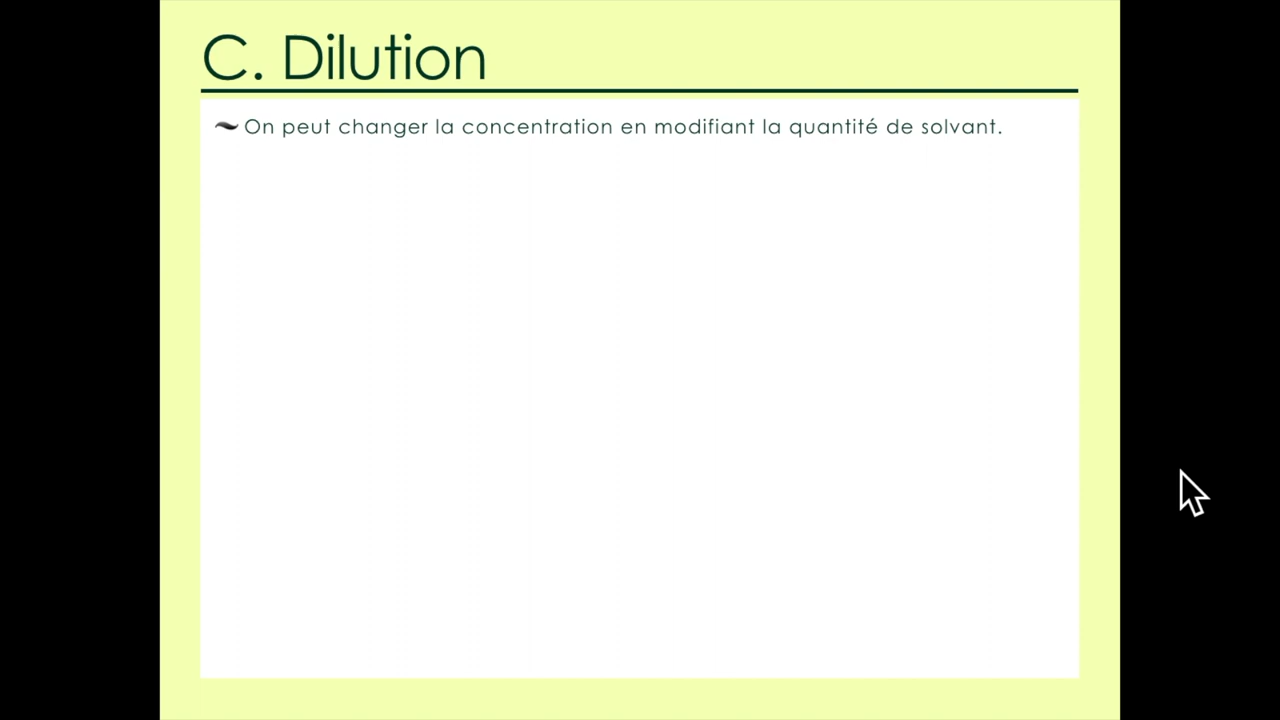 C. Dilution
On peut changer la concentration en modifiant la quantité de solvant.